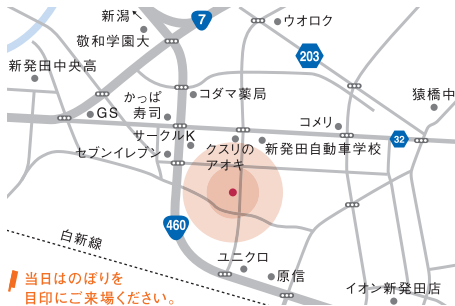 新潟
7
ウオロク
敬和学園大
203
新発田中央高
コダマ薬局
猿橋中
かっぱ
寿司
GS
コメリ
サークルK
クスリの
アオキ
新発田自動車学校
32
セブンイレブン
460
白新線
ユニクロ
原信
イオン新発田店
当日はのぼりを
目印にご来場ください。